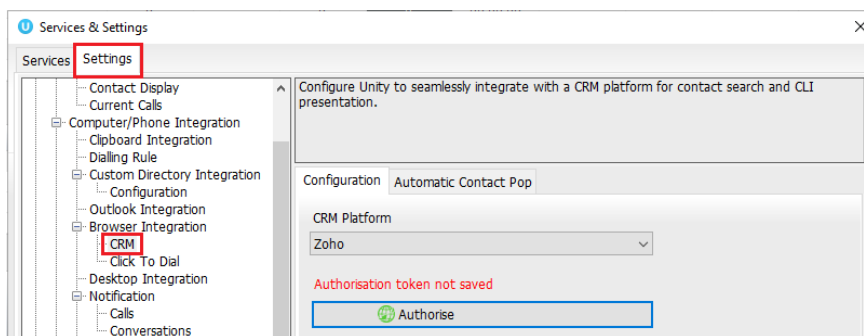 Services & Settings
Services Settings
Contact Display
Current Calls
Computer/Phone Integration
Clipboard Integration
Dialling Rule
Custom Directory Integration
Configuration
Outlook Integration
Browser Integration
CRM
Click To Dial
Desktop Integration
Notification
Calls
Conversations
Configure Unity to seamlessly integrate with a CRM platform for contact search and CLI
presentation.
Configuration Automatic Contact Pop
CRM Platform
Zoho
Authorisation token not saved
Authorise